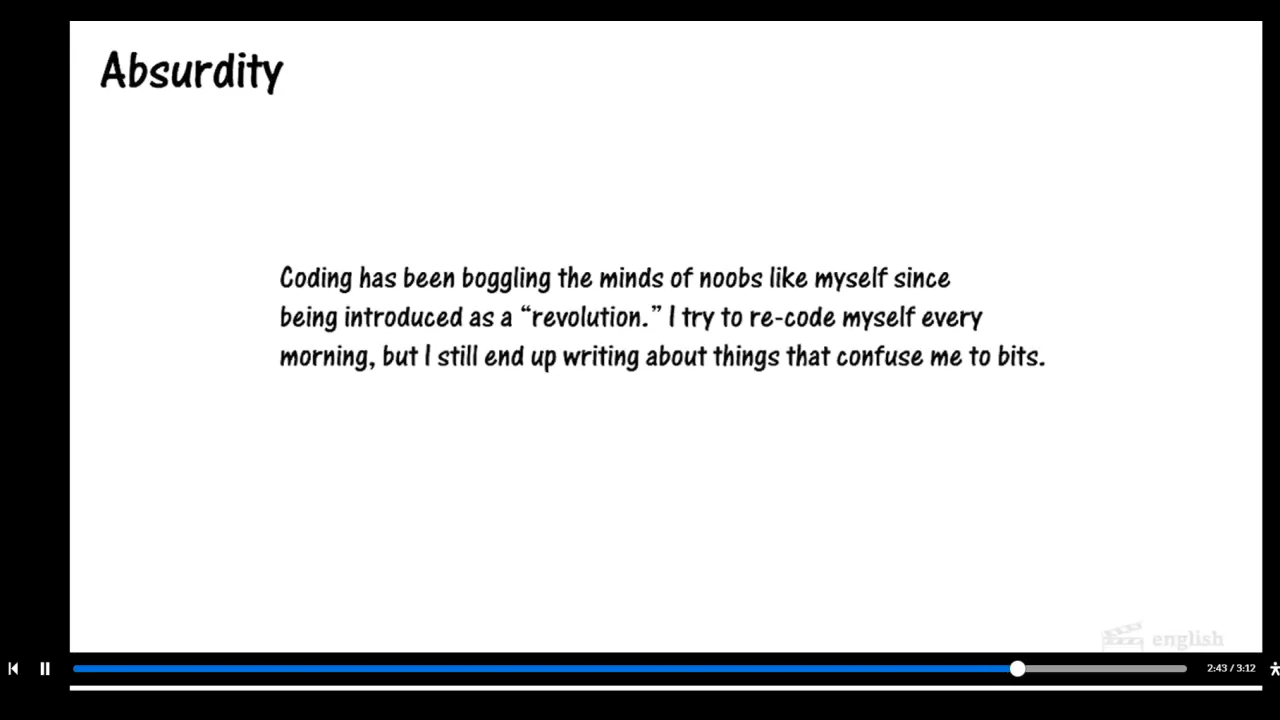 Absurdity
Coding has been boggling the minds of noobs like myself since
being introduced as a “revolution.” I try to re-code myself every
morning, but I still end up writing about things that confuse me to bits.
english
2:43 / 3:12